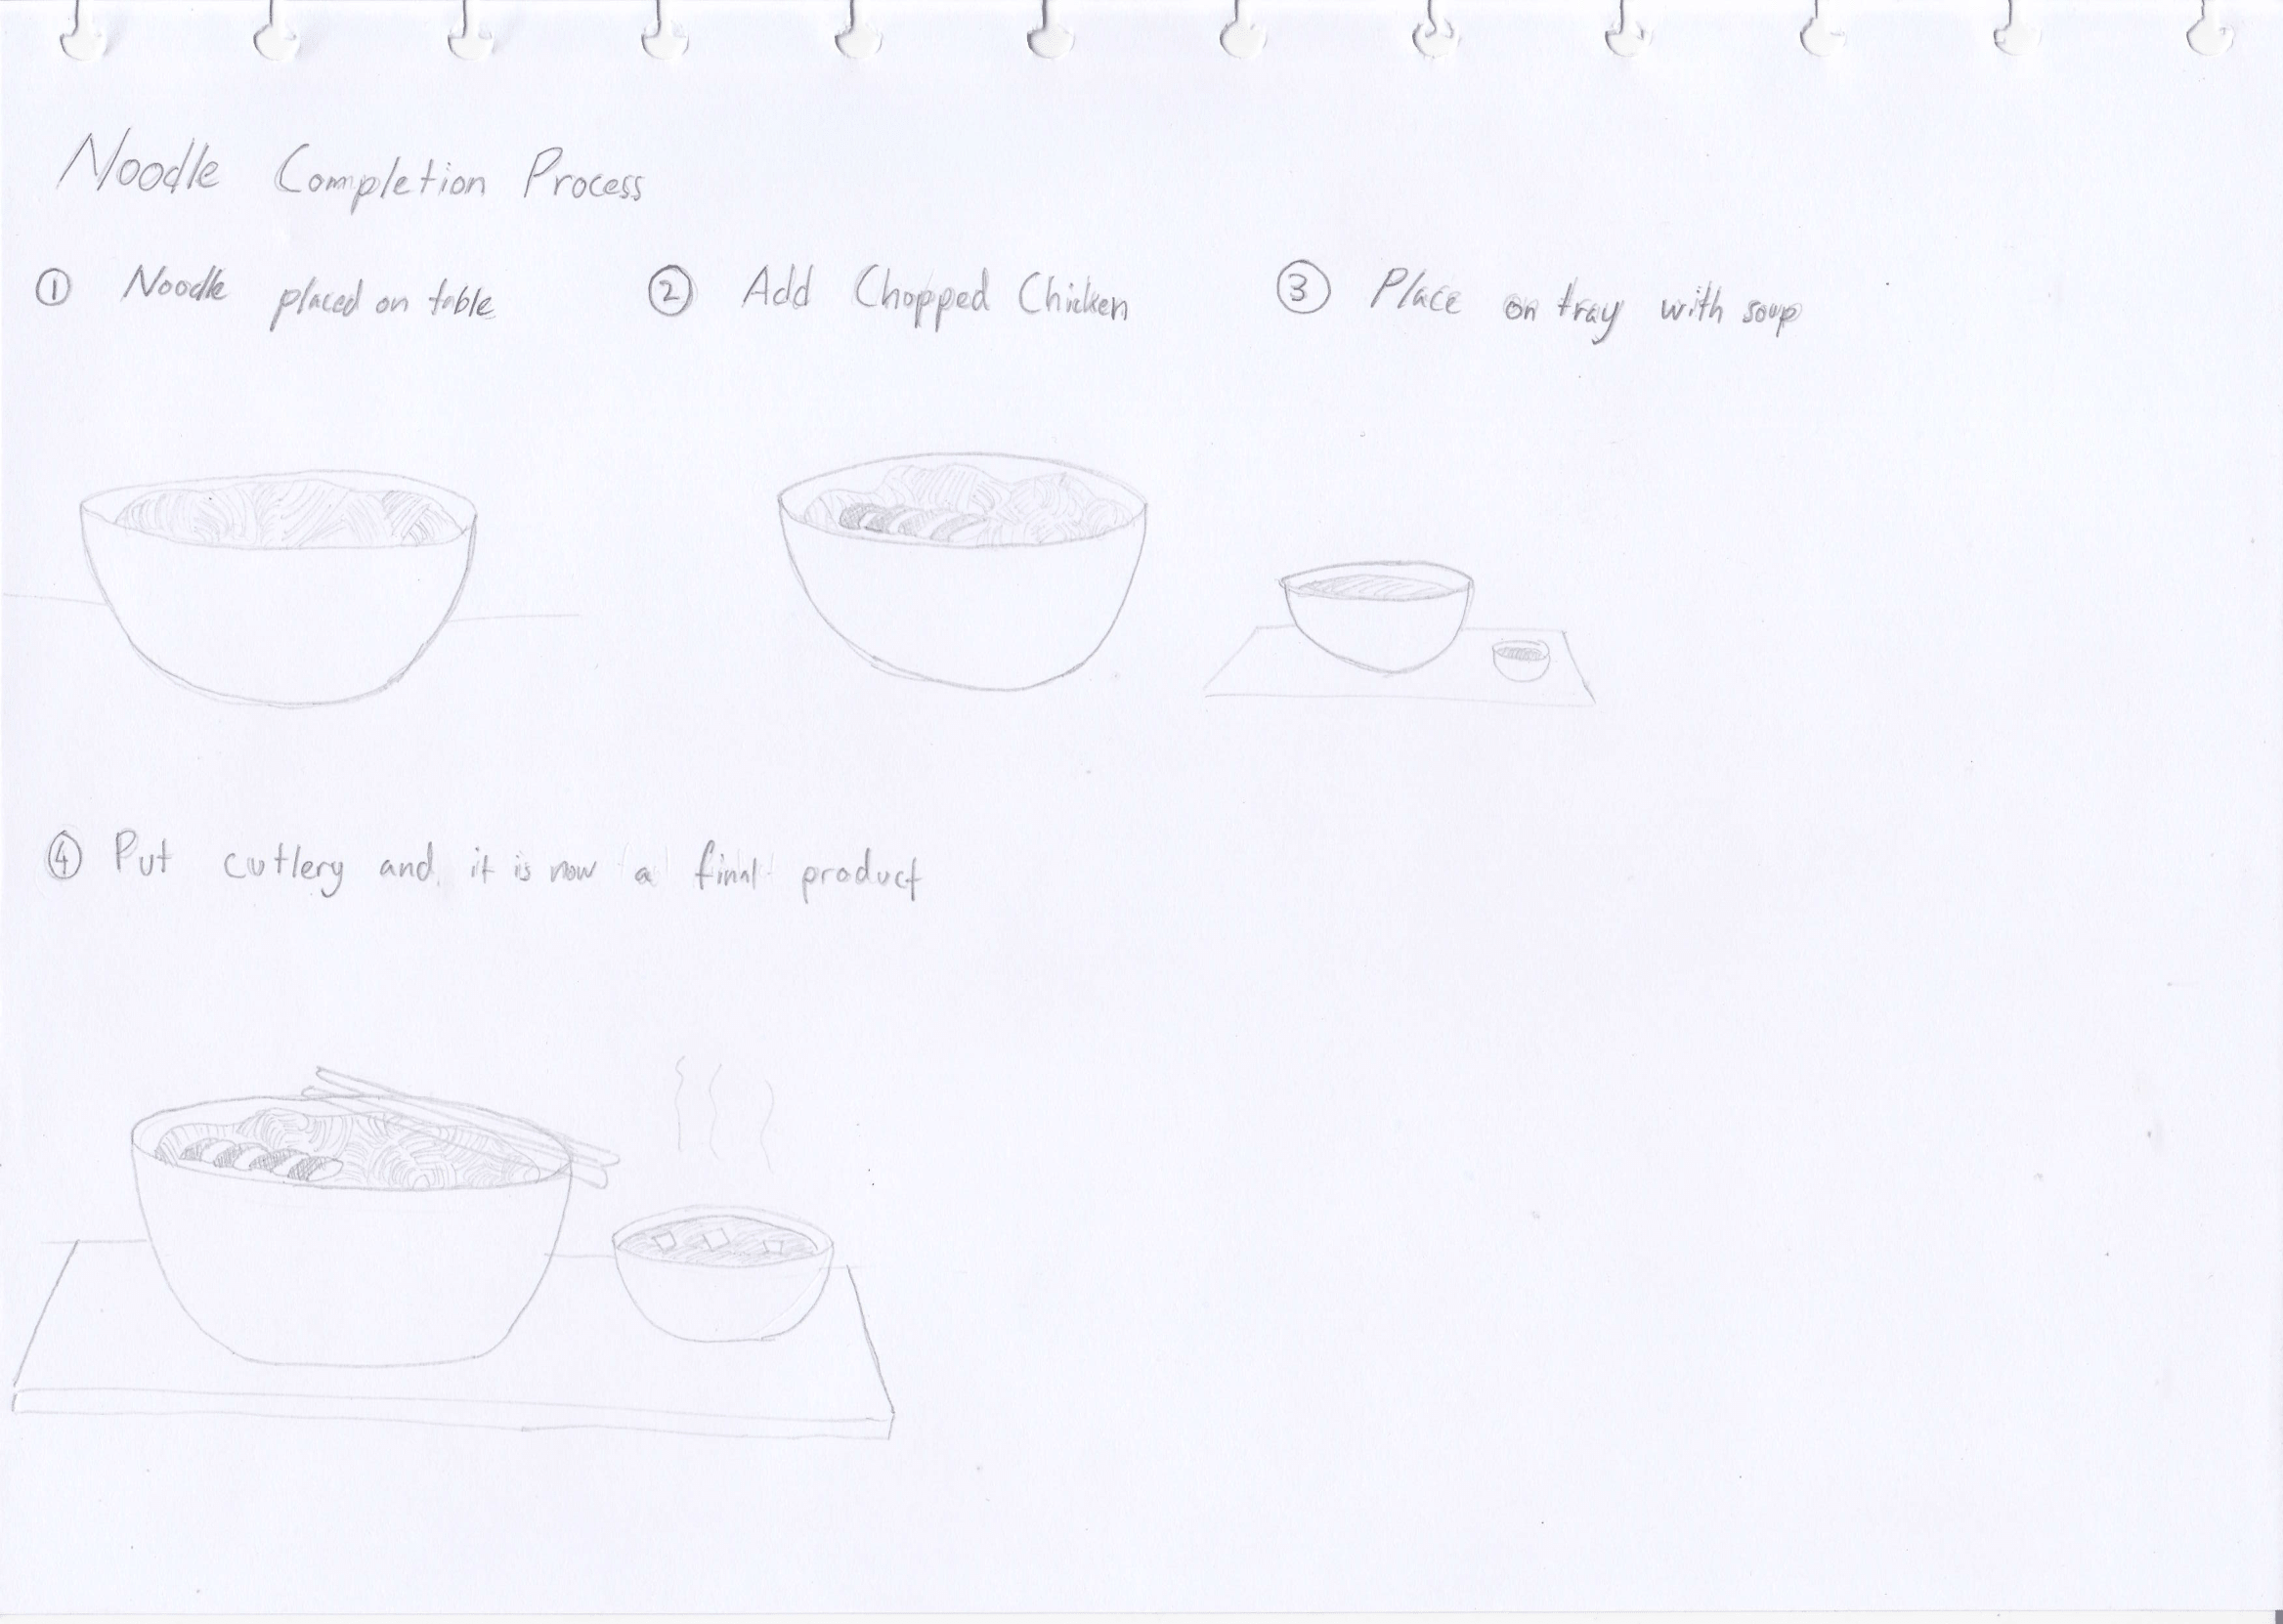 Noodle Completion Process
① Noodle placed on table
② Add Chopped Chicken
③ Place on tray with soup
④ Put cutlery and it is now a final product